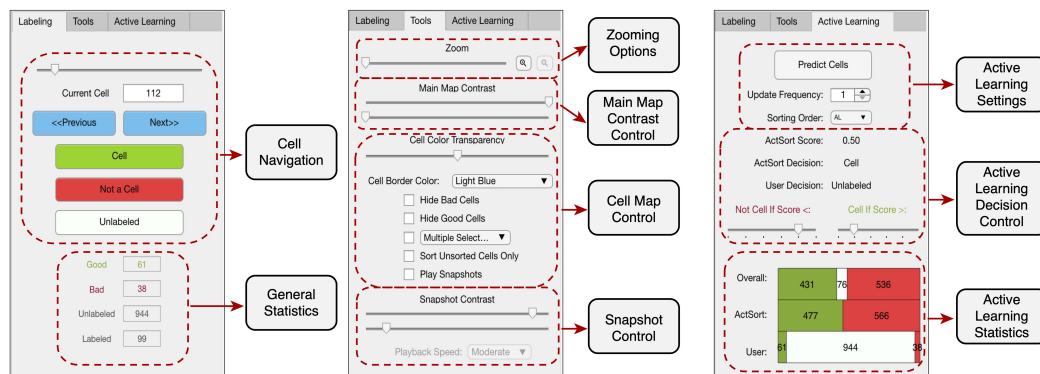 Labeling Tools Active Learning
Current Cell 112
<<Previous Next>>
Cell
Not a Cell
Unlabeled
Good 61
Bad 38
Unlabeled 944
Labeled 99
Cell
Navigation
General
Statistics
Labeling Tools Active Learning
Zoom
Main Map Contrast
Cell Color Transparency
Cell Border Color: Light Blue
Hide Bad Cells
Hide Good Cells
Multiple Select...
Sort Unsorted Cells Only
Play Snapshots
Snapshot Contrast
Playback Speed: Moderate
Zooming
Options
Main Map
Contrast
Control
Cell Map
Control
Snapshot
Control
Labeling Tools Active Learning
Predict Cells
Update Frequency: 1
Sorting Order: AL
ActSort Score: 0.50
ActSort Decision: Cell
User Decision: Unlabeled
Not Cell If Score <: Cell If Score >:
Overall: 431 76 536
ActSort: 477 566
User: 61 944 38
Active
Learning
Settings
Active
Learning
Decision
Control
Active
Learning
Statistics